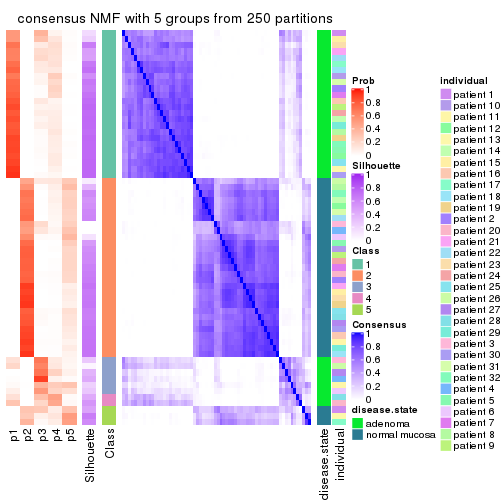 consensus NMF with 5 groups from 250 partitions
p1
p2
p3
p4
p5
Silhouette
Class
disease.state
individual
Prob
1
0.8
0.6
0.4
0.2
0
Silhouette
1
0.8
0.6
0.4
0.2
0
Class
1
2
3
4
5
Consensus
1
0.8
0.6
0.4
0.2
0
disease.state
adenoma
normal mucosa
individual
patient 1
patient 10
patient 11
patient 12
patient 13
patient 14
patient 15
patient 16
patient 17
patient 18
patient 19
patient 2
patient 20
patient 21
patient 22
patient 23
patient 24
patient 25
patient 26
patient 27
patient 28
patient 29
patient 3
patient 30
patient 31
patient 32
patient 4
patient 5
patient 6
patient 7
patient 8
patient 9